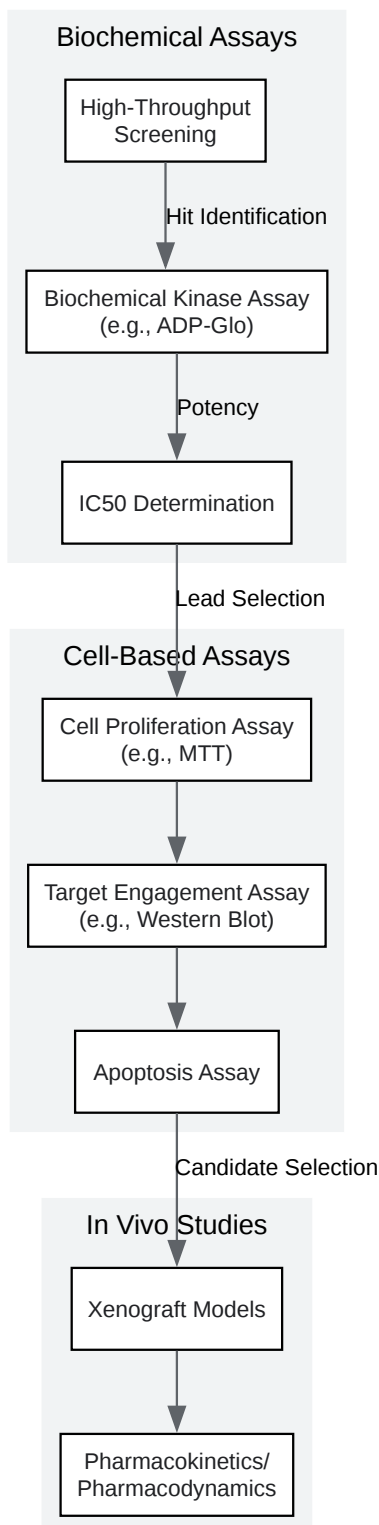 Biochemical Assays
High-Throughput
Screening
Hit Identification
Biochemical Kinase Assay
(e.g., ADP-Glo)
Potency
IC50 Determination
Lead Selection
Cell-Based Assays
Cell Proliferation Assay
(e.g., MTT)
Target Engagement Assay
(e.g., Western Blot)
Apoptosis Assay
Candidate Selection
In Vivo Studies
Xenograft Models
Pharmacokinetics/
Pharmacodynamics